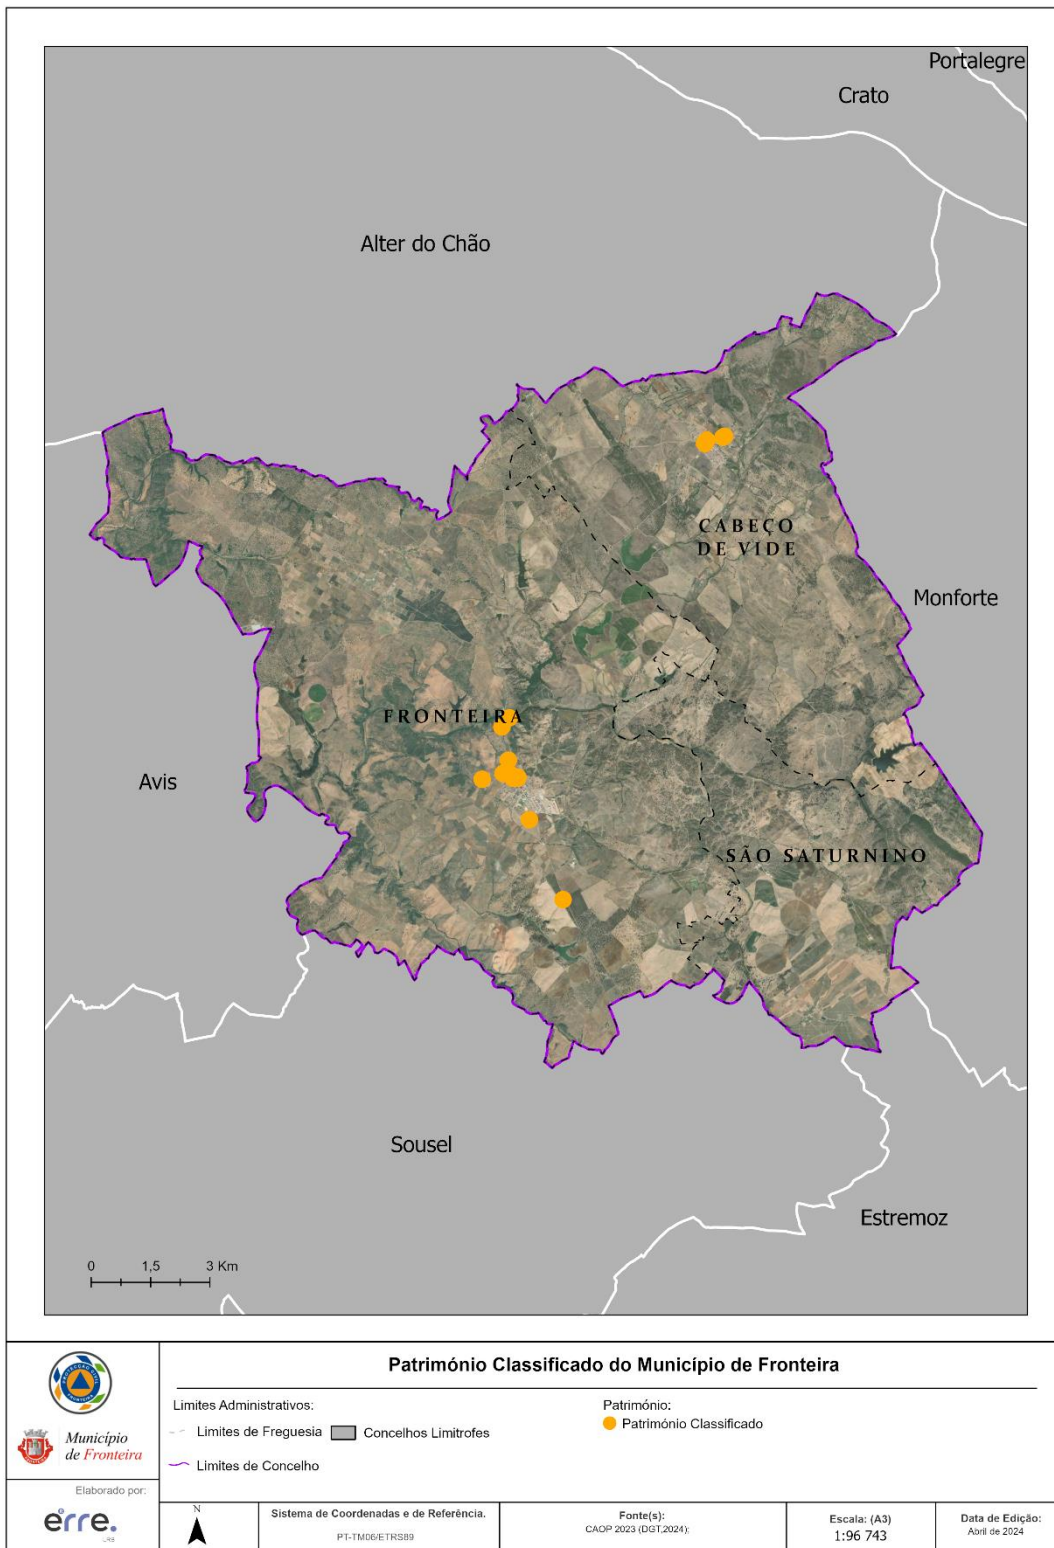 Portalegre
Crato
Alter do Chão
CABEÇO
DE VIDE
Monforte
FRONTEIRA
Avis
SÃO SATURNINO
Sousel
Estremoz
0 1,5 3 Km
Património Classificado do Município de Fronteira
Limites Administrativos:
Limites de Freguesia
Concelhos Limitrofes
Limites de Concelho
Património:
Património Classificado
Município
de Fronteira
Elaborado por:
erre.
N
Sistema de Coordenadas e de Referência.
PT-TM06/ETRS89
Fonte(s):
CAOP 2023 (DGT,2024);
Escala: (A3)
1:96 743
Data de Edição:
Abril de 2024